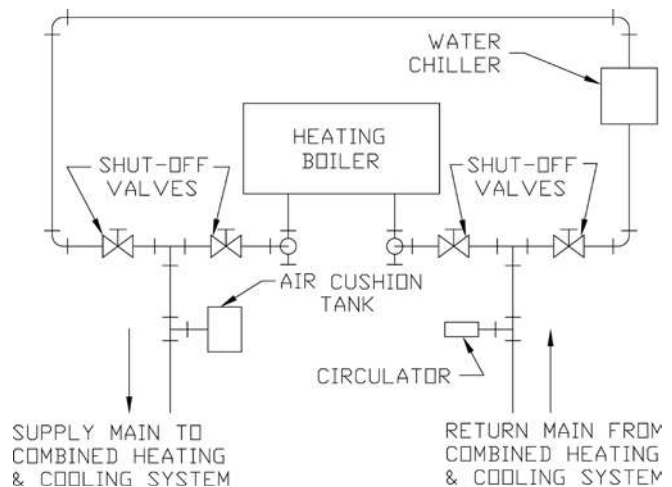 WATER
CHILLER
HEATING
BOILER
SHUT-OFF
VALVES
SHUT-OFF
VALVES
AIR CUSHION
TANK
CIRCULATOR
SUPPLY MAIN TO
COMBINED HEATING
& COOLING SYSTEM
RETURN MAIN FROM
COMBINED HEATING
& COOLING SYSTEM